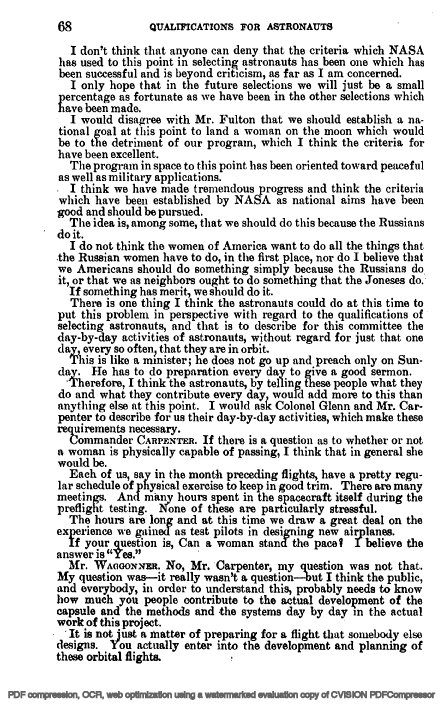 68 QUALIFICATIONS FOR ASTRONAUTS
I don't think that anyone can deny that the criteria which NASA
has used to this point in selecting astronauts has been one which has
been successful and is beyond criticism, as far as I am concerned.
I only hope that in the future selections we will just be a small
percentage as fortunate as we have been in the other selections which
have been made.
I would disagree with Mr. Fulton that we should establish a na-
tional goal at this point to land a woman on the moon which would
be to the detriment of our program, which I think the criteria for
have been excellent.
The program in space to this point has been oriented toward peaceful
as well as military applications.
I think we have made tremendous progress and think the criteria
which have been established by NASA as national aims have been
good and should be pursued.
The idea is, among some, that we should do this because the Russians
do it.
I do not think the women of America want to do all the things that
the Russian women have to do, in the first place, nor do I believe that
we Americans should do something simply because the Russians do
it, or that we as neighbors ought to do something that the Joneses do.
If something has merit, we should do it.
There is one thing I think the astronauts could do at this time to
put this problem in perspective with regard to the qualifications of
selecting astronauts, and that is to describe for this committee the
day-by-day activities of astronauts, without regard for just that one
day, every so often, that they are in orbit.
This is like a minister; he does not go up and preach only on Sun-
day. He has to do preparation every day to give a good sermon.
Therefore, I think the astronauts, by telling these people what they
do and what they contribute every day, would add more to this than
anything else at this point. I would ask Colonel Glenn and Mr. Car-
penter to describe for us their day-by-day activities, which make these
requirements necessary.
Commander CARPENTER. If there is a question as to whether or not
a woman is physically capable of passing, I think that in general she
would be.
Each of us, say in the month preceding flights, have a pretty regu-
lar schedule of physical exercise to keep in good trim. There are many
meetings. And many hours spent in the spacecraft itself during the
preflight testing. None of these are particularly stressful.
The hours are long and at this time we draw a great deal on the
experience we gained as test pilots in designing new airplanes.
If your question is, Can a woman stand the pace? I believe the
answer is "Yes."
Mr. WAGGONNER. No, Mr. Carpenter, my question was not that.
My question was—it really wasn't a question—but I think the public,
and everybody, in order to understand this, probably needs to know
how much you people contribute to the actual development of the
capsule and the methods and the systems day by day in the actual
work of this project.
It is not just a matter of preparing for a flight that somebody else
designs. You actually enter into the development and planning of
these orbital flights.
PDF compression, OCR, web optimization using a watermarked evaluation copy of CVISION PDFCompressor